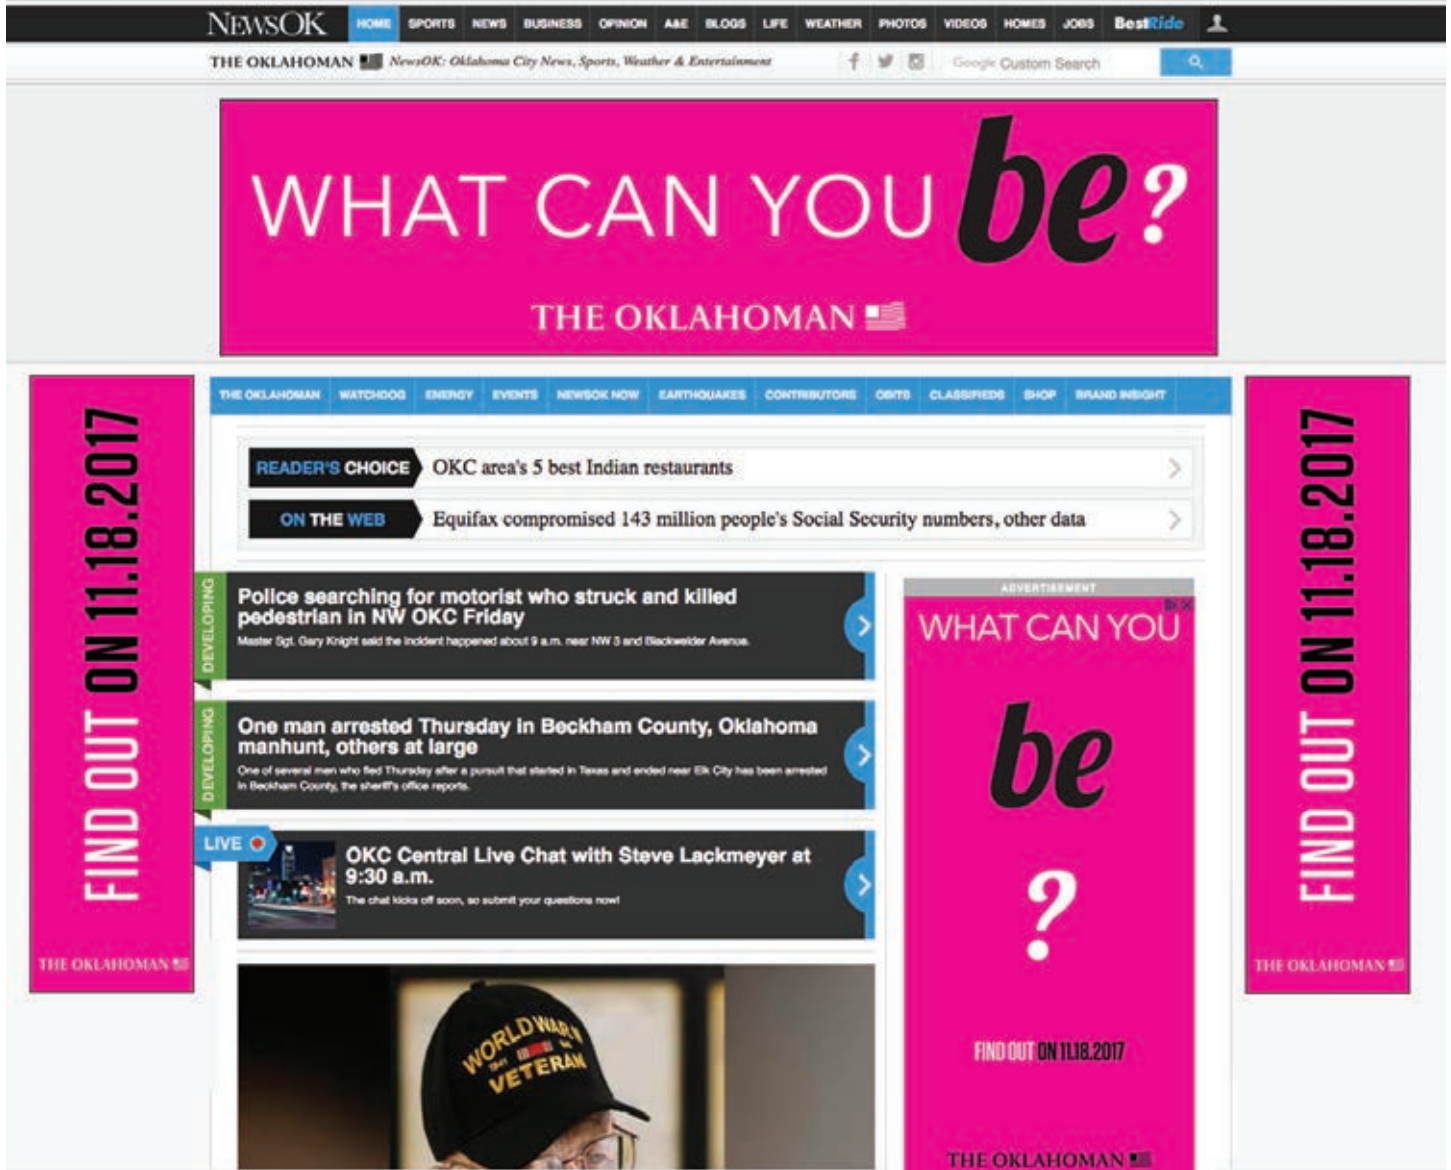 NEWSOK HOME SPORTS NEWS BUSINESS OPINION A&E BLOGS LIFE WEATHER PHOTOS VIDEOS HOMES JOBS BestRide
THE OKLAHOMAN NewsOK: Oklahoma City News, Sports, Weather & Entertainment Google Custom Search
WHAT CAN YOU be?
THE OKLAHOMAN
FIND OUT ON 11.18.2017
THE OKLAHOMAN
THE OKLAHOMAN WATCHDOG ENERGY EVENTS NEWSOK NOW EARTHQUAKES CONTRIBUTORS OBITS CLASSIFIEDS SHOP BRAND INSIGHT
READER'S CHOICE OKC area's 5 best Indian restaurants
ON THE WEB Equifax compromised 143 million people's Social Security numbers, other data
DEVELOPING
Police searching for motorist who struck and killed
pedestrian in NW OKC Friday
Master Sgt. Gary Knight said the incident happened about 9 a.m. near NW 3 and Blackwelder Avenue.
DEVELOPING
One man arrested Thursday in Beckham County, Oklahoma
manhunt, others at large
One of several men who fled Thursday after a pursuit that started in Texas and ended near Elk City has been arrested
in Beckham County, the sheriff's office reports.
LIVE
OKC Central Live Chat with Steve Lackmeyer at
9:30 a.m.
The chat kicks off soon, so submit your questions now!
WORLD WAR II
VETERAN
ADVERTISEMENT
WHAT CAN YOU
be
?
FIND OUT ON 11.18.2017
THE OKLAHOMAN
FIND OUT ON 11.18.2017
THE OKLAHOMAN